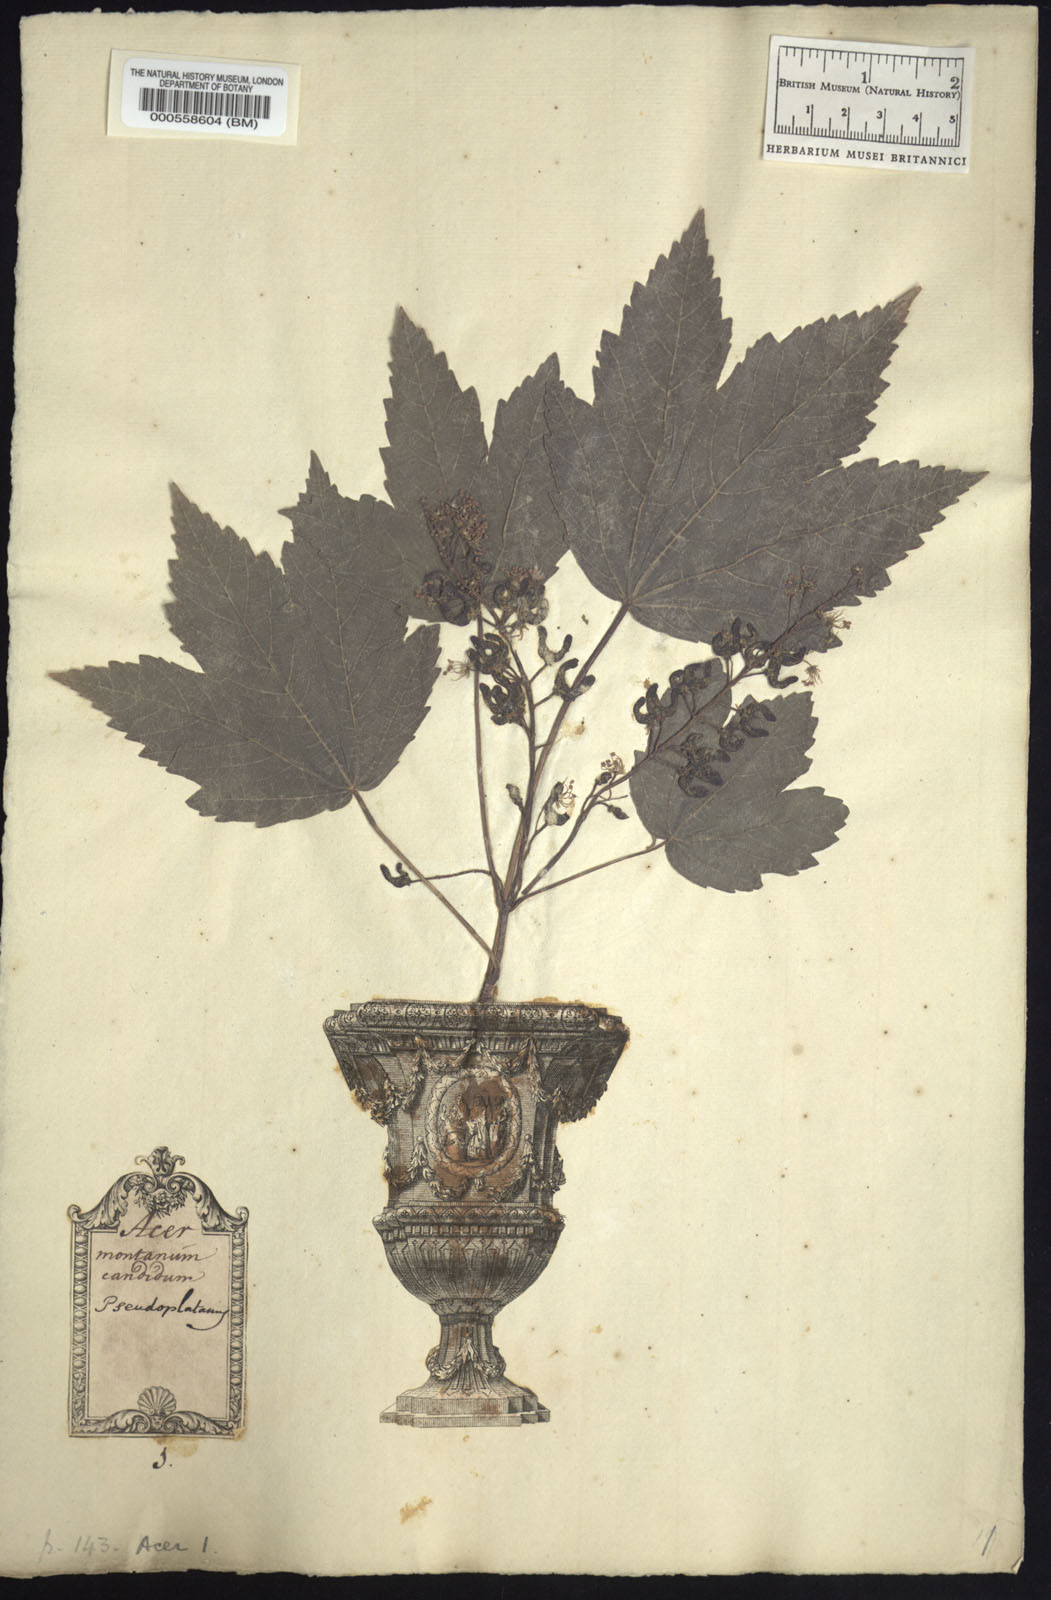 THE NATURAL HISTORY MUSEUM, LONDON
DEPARTMENT OF BOTANY
000558604 (BM)
1 2
BRITISH MUSEUM (NATURAL HISTORY)
1 2 3 4 5
HERBARIUM MUSEI BRITANNICI
Acer
montanum
candidum
Pseudoplatanus
1.
p. 143. Acer 1.